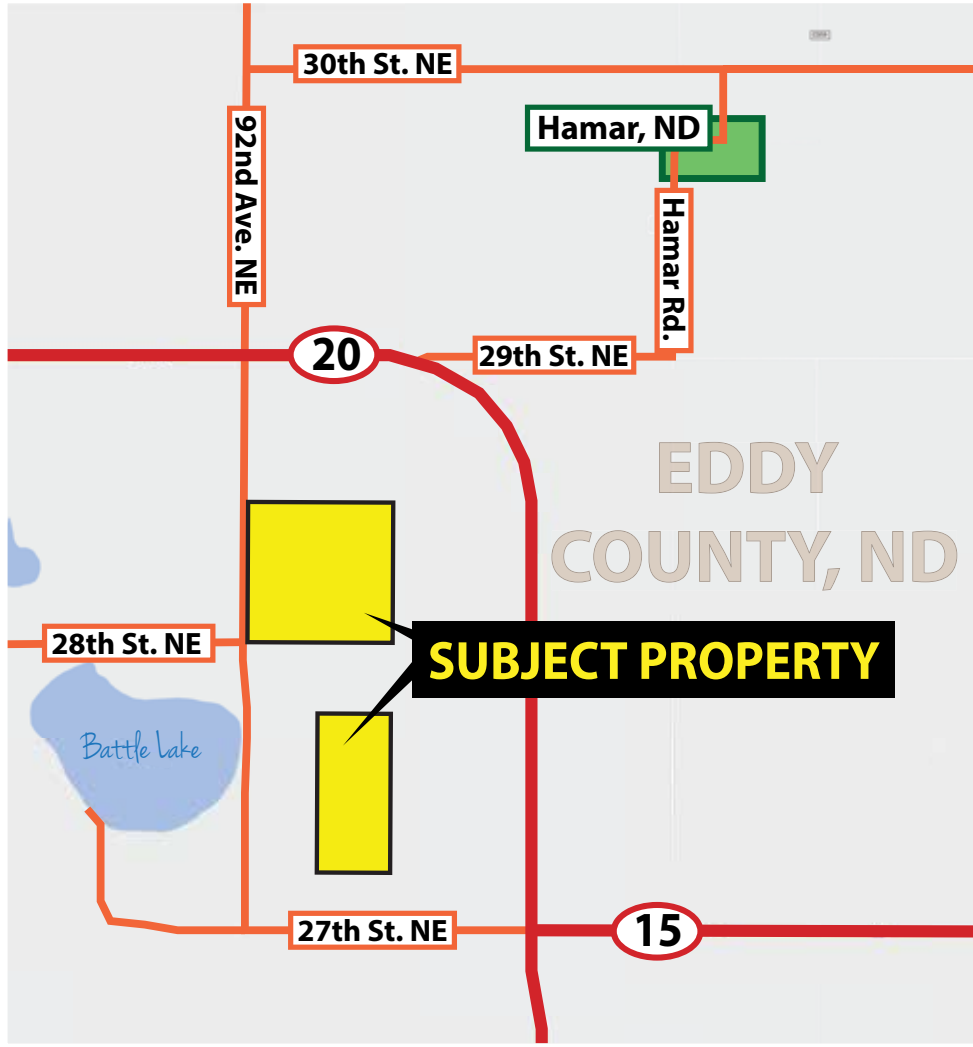 30th St. NE
Hamar, ND
92nd Ave. NE
Hamar Rd.
20
29th St. NE
EDDY
COUNTY, ND
28th St. NE
SUBJECT PROPERTY
Battle Lake
27th St. NE
15